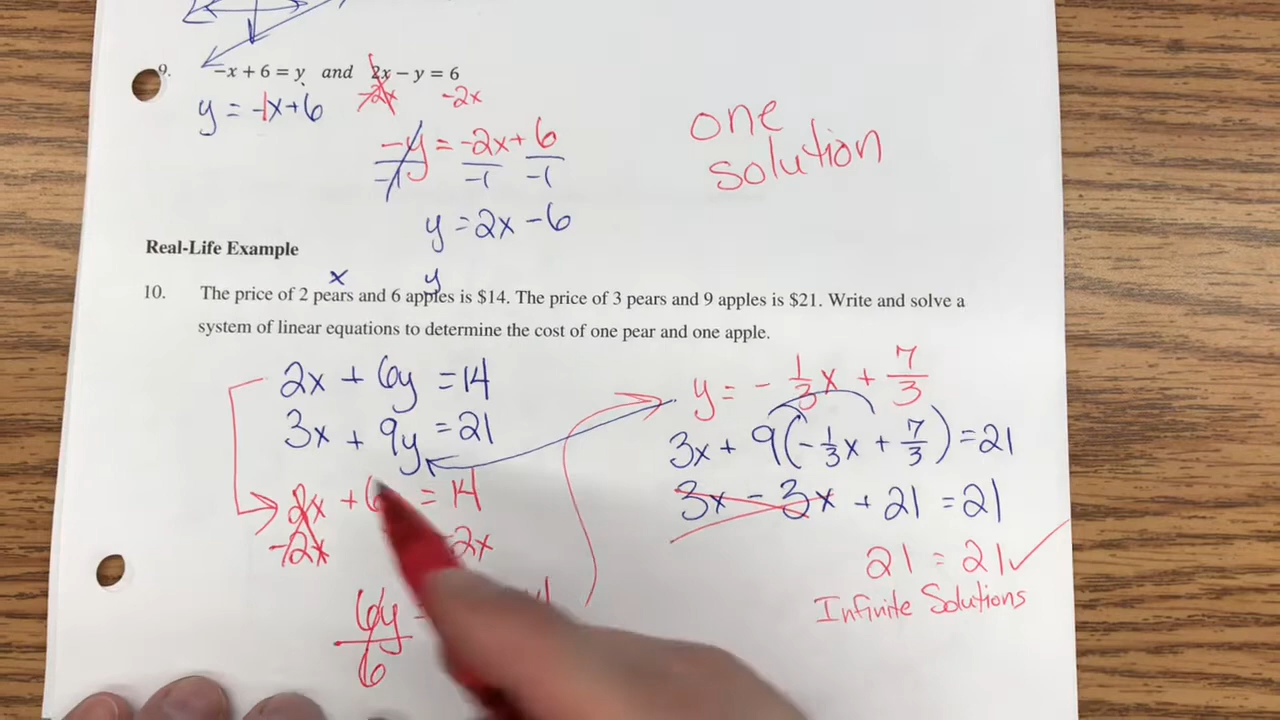 9. −x + 6 = y and 2x − y = 6
y = -1x+6 -2x -2x
-y = -2x + 6
-1 -1 -1
y = 2x - 6
one
solution
Real-Life Example
x y
10. The price of 2 pears and 6 apples is $14. The price of 3 pears and 9 apples is $21. Write and solve a
system of linear equations to determine the cost of one pear and one apple.
2x + 6y = 14
3x + 9y = 21
2x + 6 = 14
-2x -2x
6y
6
y = - 1/3 x + 7/3
3x + 9(- 1/3 x + 7/3) = 21
3x - 3x + 21 = 21
21 = 21 ✓
Infinite Solutions